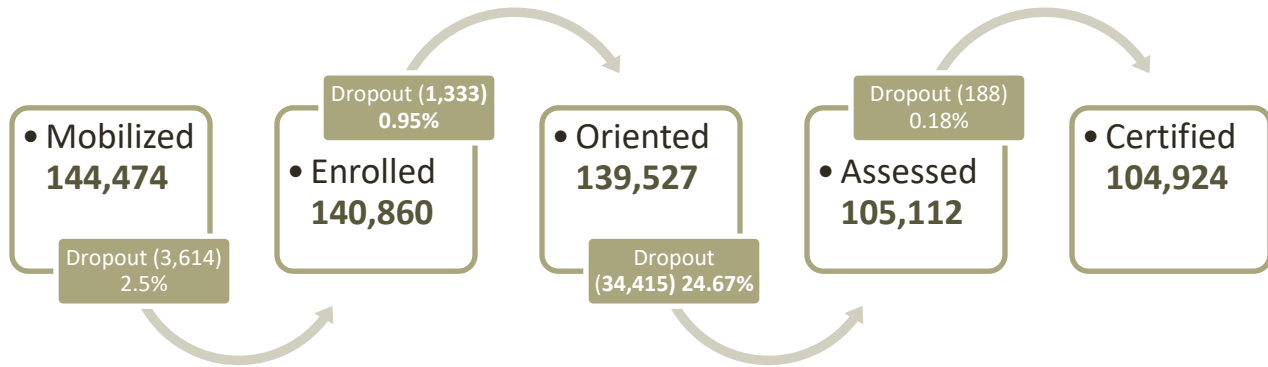 • Mobilized
144,474
Dropout (3,614)
2.5%
Dropout (1,333)
0.95%
• Enrolled
140,860
• Oriented
139,527
Dropout
(34,415) 24.67%
Dropout (188)
0.18%
• Assessed
105,112
• Certified
104,924